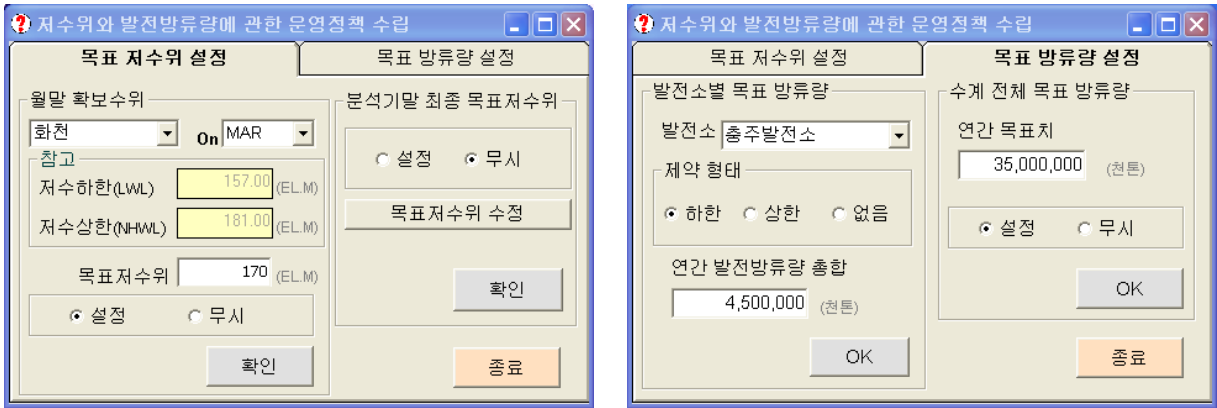 저수위와 발전방류량에 관한 운영정책 수립
목표 저수위 설정
목표 방류량 설정
월말 확보수위
화천
On
MAR
참고
저수하한(LWL)
157.00
(EL.M)
저수상한(NHWL)
181.00
(EL.M)
목표저수위
170
(EL.M)
설정
무시
확인
분석기말 최종 목표저수위
설정
무시
목표저수위 수정
확인
종료
저수위와 발전방류량에 관한 운영정책 수립
목표 저수위 설정
목표 방류량 설정
발전소별 목표 방류량
발전소
충주발전소
제약 형태
하한
상한
없음
연간 발전방류량 총합
4,500,000
(천톤)
OK
수계 전체 목표 방류량
연간 목표치
35,000,000
(천톤)
설정
무시
OK
종료